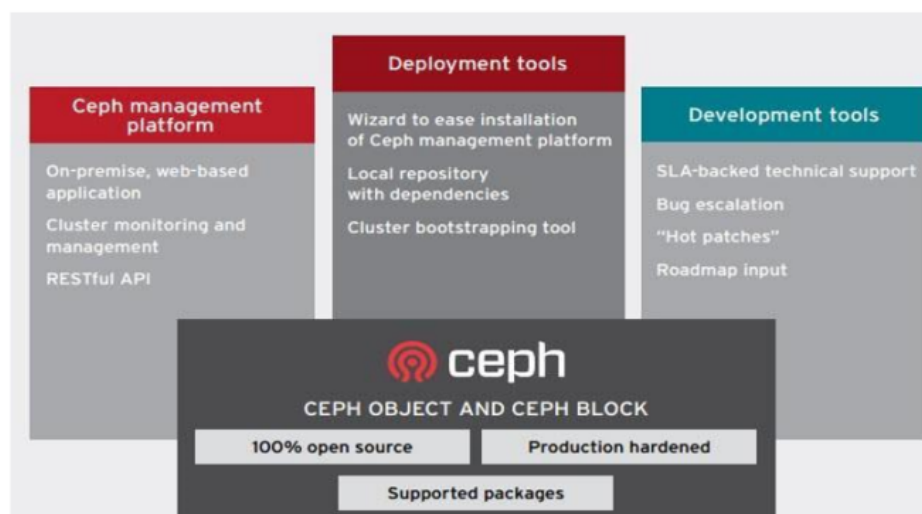 Deployment tools
Wizard to ease installation
of Ceph management platform
Local repository
with dependencies
Cluster bootstrapping tool
Ceph management
platform
On-premise, web-based
application
Cluster monitoring and
management
RESTful API
Development tools
SLA-backed technical support
Bug escalation
"Hot patches"
Roadmap input
ceph
CEPH OBJECT AND CEPH BLOCK
100% open source
Production hardened
Supported packages